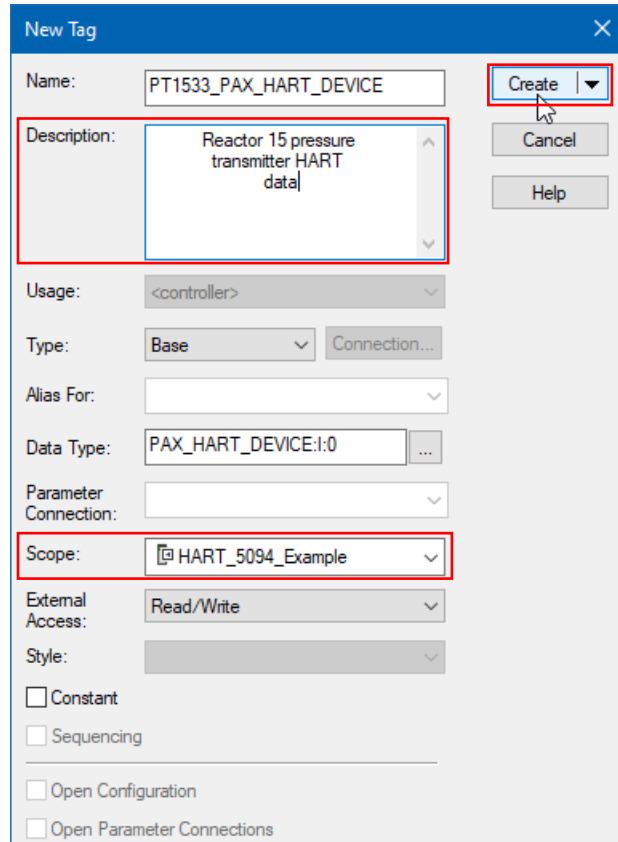 New Tag
Name:
PT1533_PAX_HART_DEVICE
Create
Description:
Reactor 15 pressure
transmitter HART
data
Cancel
Help
Usage:
<controller>
Type:
Base
Connection...
Alias For:
Data Type:
PAX_HART_DEVICE:I:0
...
Parameter
Connection:
Scope:
HART_5094_Example
External
Access:
Read/Write
Style:
Constant
Sequencing
Open Configuration
Open Parameter Connections